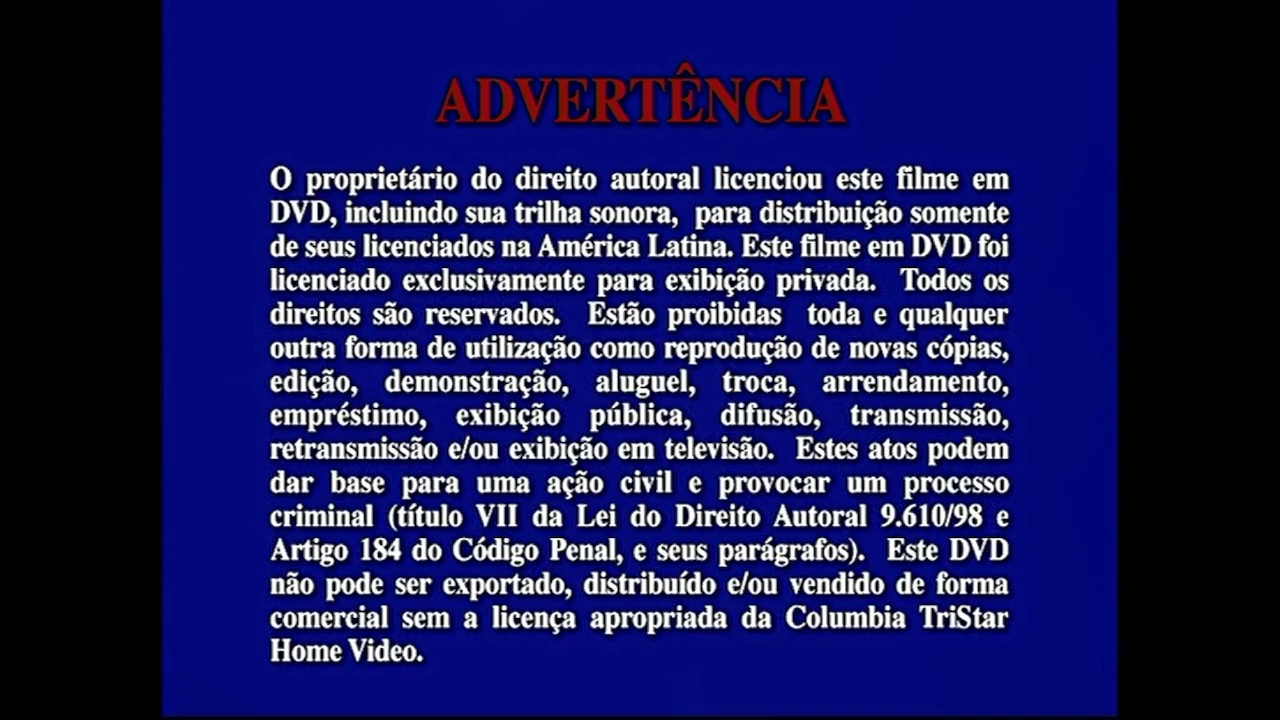 ADVERTÊNCIA
O proprietário do direito autoral licenciou este filme em
DVD, incluindo sua trilha sonora, para distribuição somente
de seus licenciados na América Latina. Este filme em DVD foi
licenciado exclusivamente para exibição privada. Todos os
direitos são reservados. Estão proibidas toda e qualquer
outra forma de utilização como reprodução de novas cópias,
edição, demonstração, aluguel, troca, arrendamento,
empréstimo, exibição pública, difusão, transmissão,
retransmissão e/ou exibição em televisão. Estes atos podem
dar base para uma ação civil e provocar um processo
criminal (título VII da Lei do Direito Autoral 9.610/98 e
Artigo 184 do Código Penal, e seus parágrafos). Este DVD
não pode ser exportado, distribuído e/ou vendido de forma
comercial sem a licença apropriada da Columbia TriStar
Home Video.